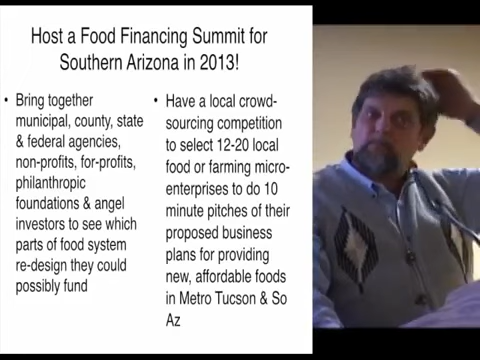 Host a Food Financing Summit for
Southern Arizona in 2013!
• Bring together
municipal, county, state
& federal agencies,
non-profits, for-profits,
philanthropic
foundations & angel
investors to see which
parts of food system
re-design they could
possibly fund
• Have a local crowd-
sourcing competition
to select 12-20 local
food or farming micro-
enterprises to do 10
minute pitches of their
proposed business
plans for providing
new, affordable foods
in Metro Tucson & So
Az